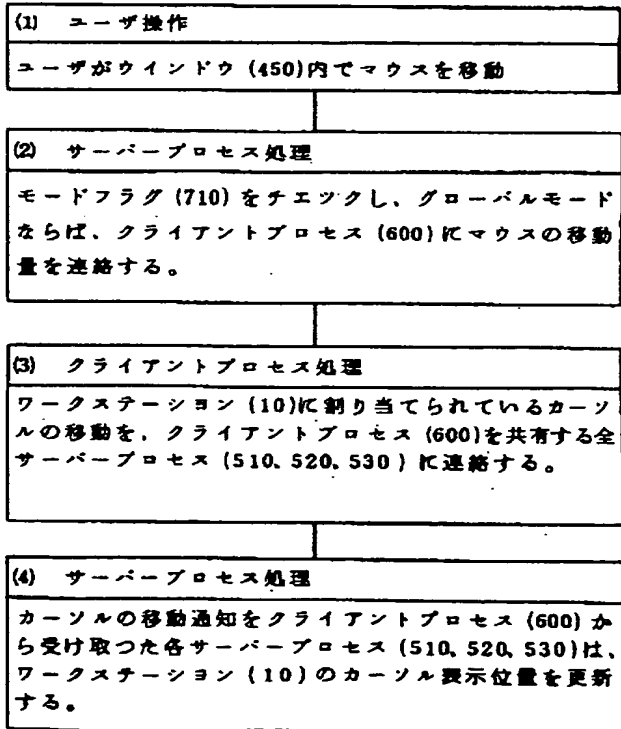 (1) ユーザ操作
ユーザがウインドウ(450)内でマウスを移動
(2) サーバープロセス処理
モードフラグ(710)をチエツクし、グローバルモード
ならば、クライアントプロセス(600)にマウスの移動
量を連絡する。
(3) クライアントプロセス処理
ワークステーション(10)に割り当てられているカーソ
ルの移動を、クライアントプロセス(600)を共有する全
サーバープロセス(510、520、530)に連絡する。
(4) サーバープロセス処理
カーソルの移動通知をクライアントプロセス(600)か
ら受け取つた各サーバープロセス(510、520、530)は、
ワークステーション(10)のカーソル表示位置を更新
する。